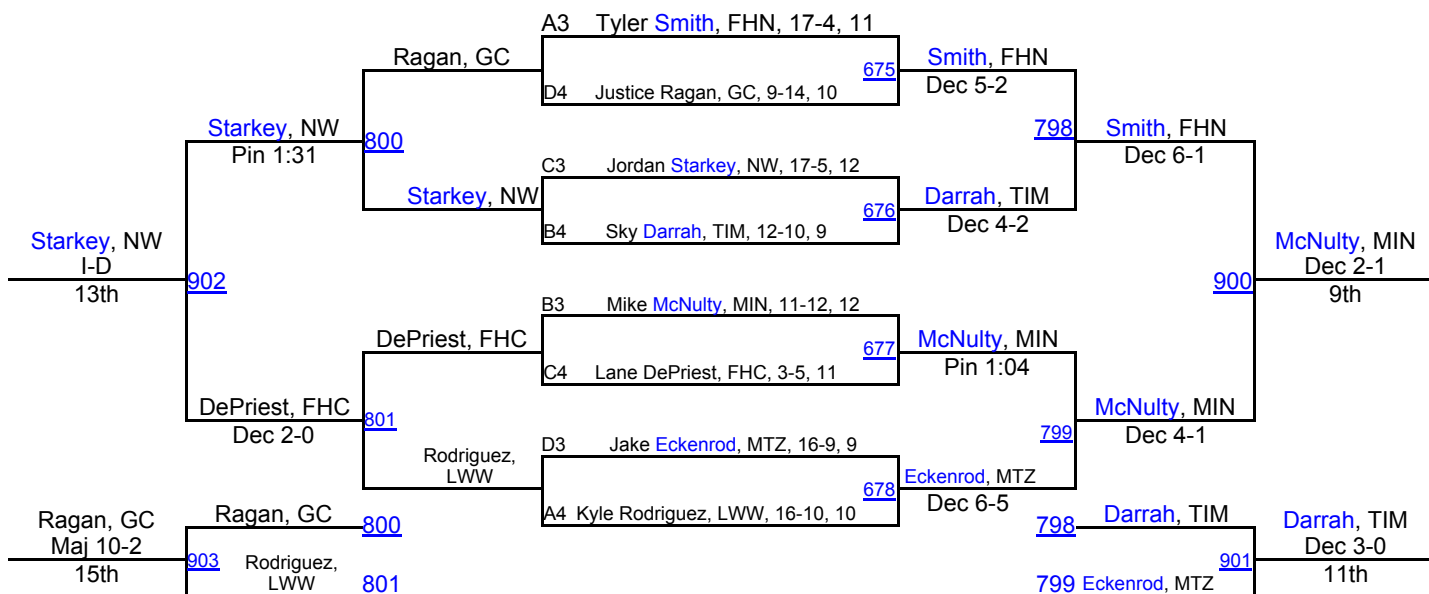 A3 Tyler Smith, FHN, 17-4, 11
Ragan, GC
675
Smith, FHN
Dec 5-2
D4 Justice Ragan, GC, 9-14, 10
Starkey, NW
Pin 1:31
800
798
Smith, FHN
Dec 6-1
C3 Jordan Starkey, NW, 17-5, 12
Starkey, NW
676
Darrah, TIM
Dec 4-2
B4 Sky Darrah, TIM, 12-10, 9
Starkey, NW
I-D
13th
902
900
McNulty, MIN
Dec 2-1
9th
B3 Mike McNulty, MIN, 11-12, 12
DePriest, FHC
677
McNulty, MIN
Pin 1:04
C4 Lane DePriest, FHC, 3-5, 11
DePriest, FHC
Dec 2-0
801
799
McNulty, MIN
Dec 4-1
D3 Jake Eckenrod, MTZ, 16-9, 9
Rodriguez,
LWW
678
Eckenrod, MTZ
Dec 6-5
A4 Kyle Rodriguez, LWW, 16-10, 10
Ragan, GC
Maj 10-2
15th
Ragan, GC
800
903
Rodriguez,
LWW
801
798
Darrah, TIM
799
Eckenrod, MTZ
901
Darrah, TIM
Dec 3-0
11th